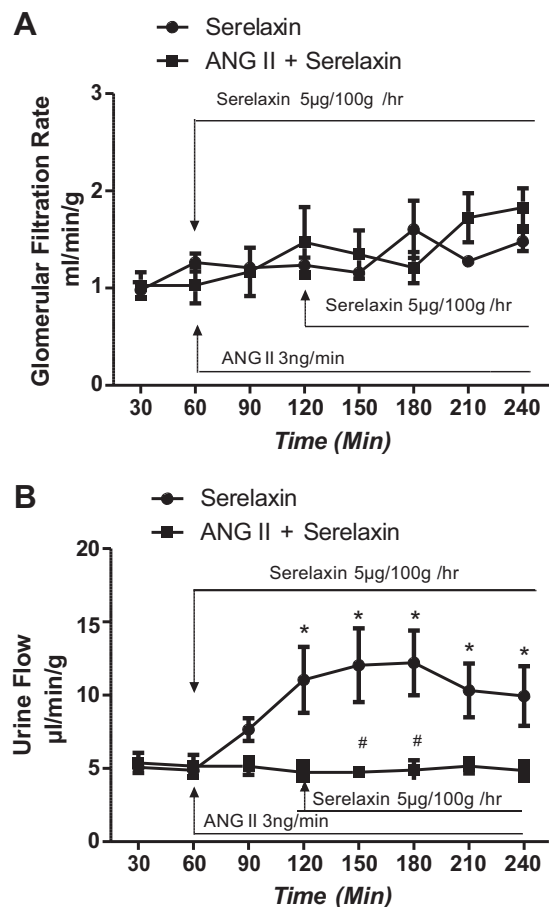 A
Serelaxin
ANG II + Serelaxin
Serelaxin 5µg/100g /hr
3
2
1
0
Glomerular Filtration Rate
ml/min/g
Serelaxin 5µg/100g /hr
ANG II 3ng/min
30 60 90 120 150 180 210 240
Time (Min)
B
Serelaxin
ANG II + Serelaxin
20
15
10
5
0
Urine Flow
µl/min/g
Serelaxin 5µg/100g /hr
* * * * *
# #
Serelaxin 5µg/100g /hr
ANG II 3ng/min
30 60 90 120 150 180 210 240
Time (Min)